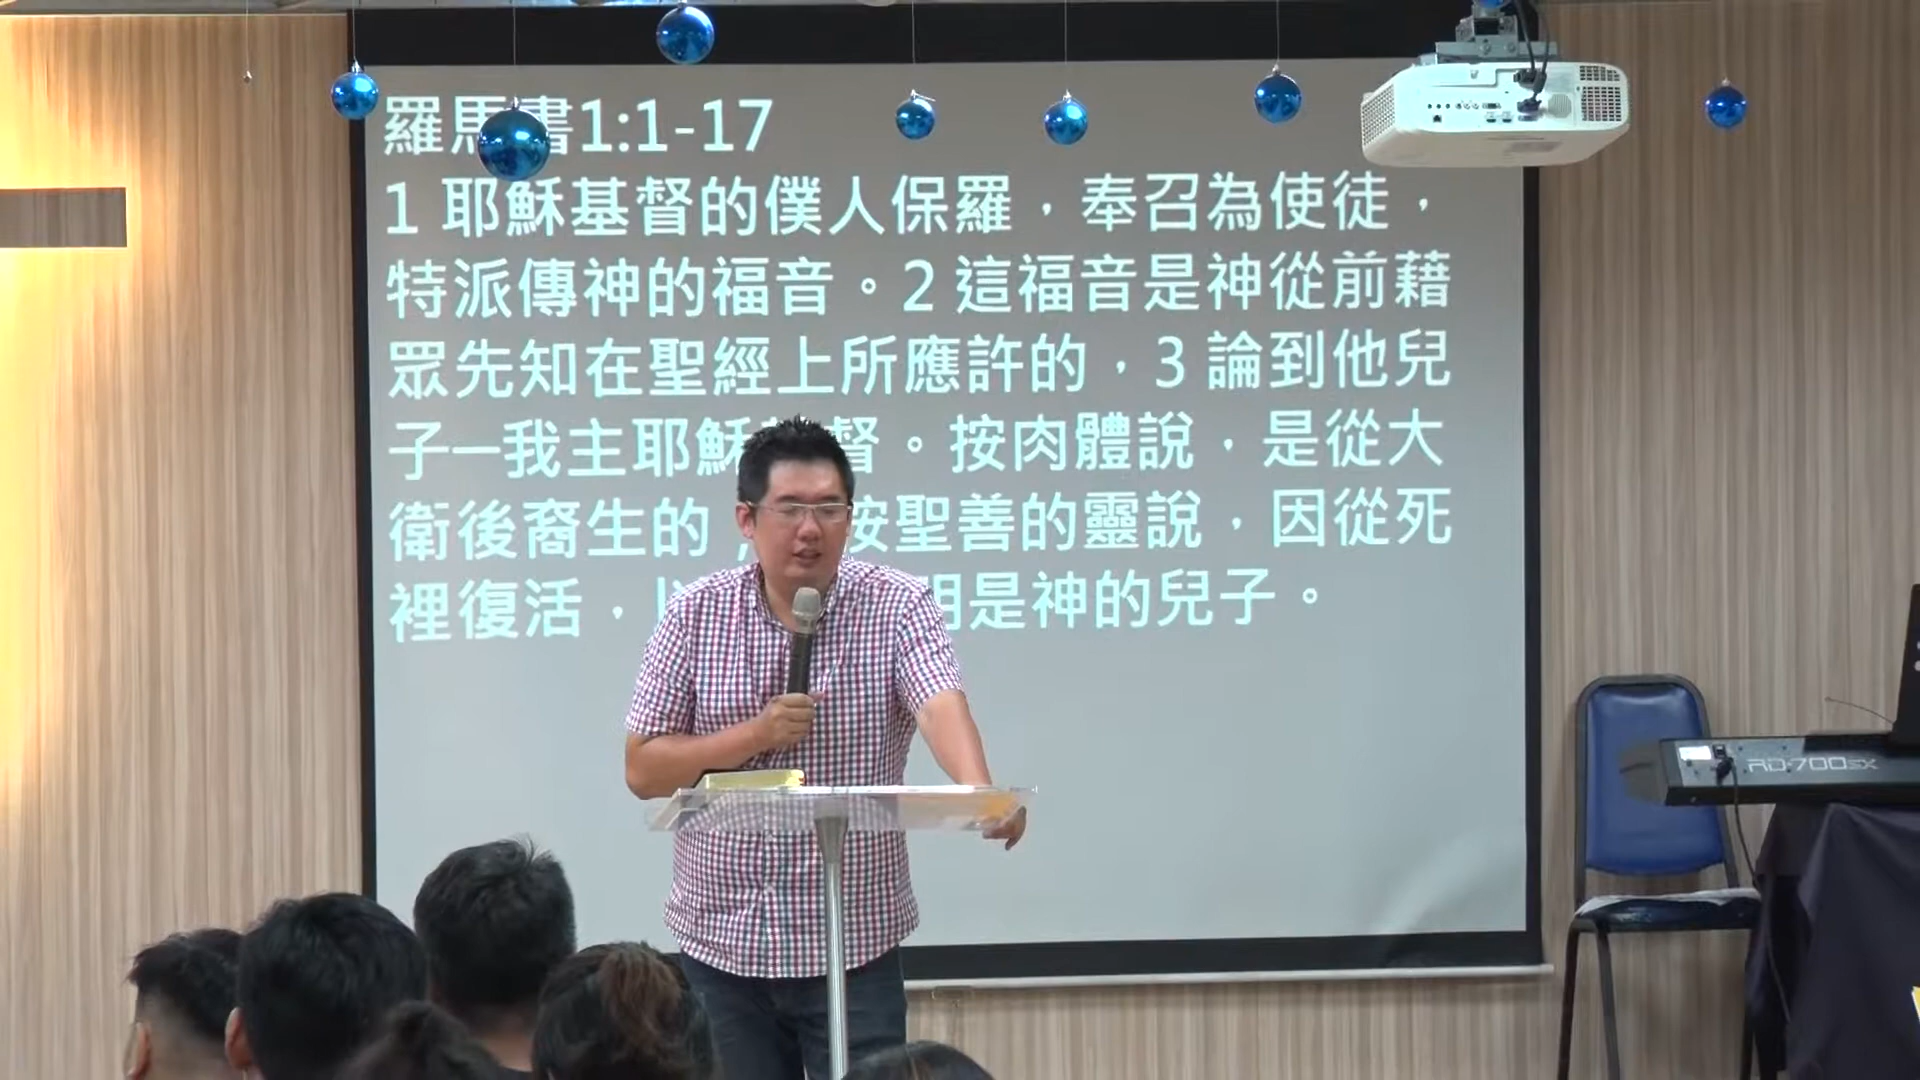 羅馬書1:1-17
1 耶穌基督的僕人保羅，奉召為使徒，
特派傳神的福音。2 這福音是神從前藉
眾先知在聖經上所應許的，3 論到他兒
子—我主耶穌 督。按肉體說，是從大
衛後裔生的； 按聖善的靈說，因從死
裡復活，以 明是神的兒子。
RD-700SX